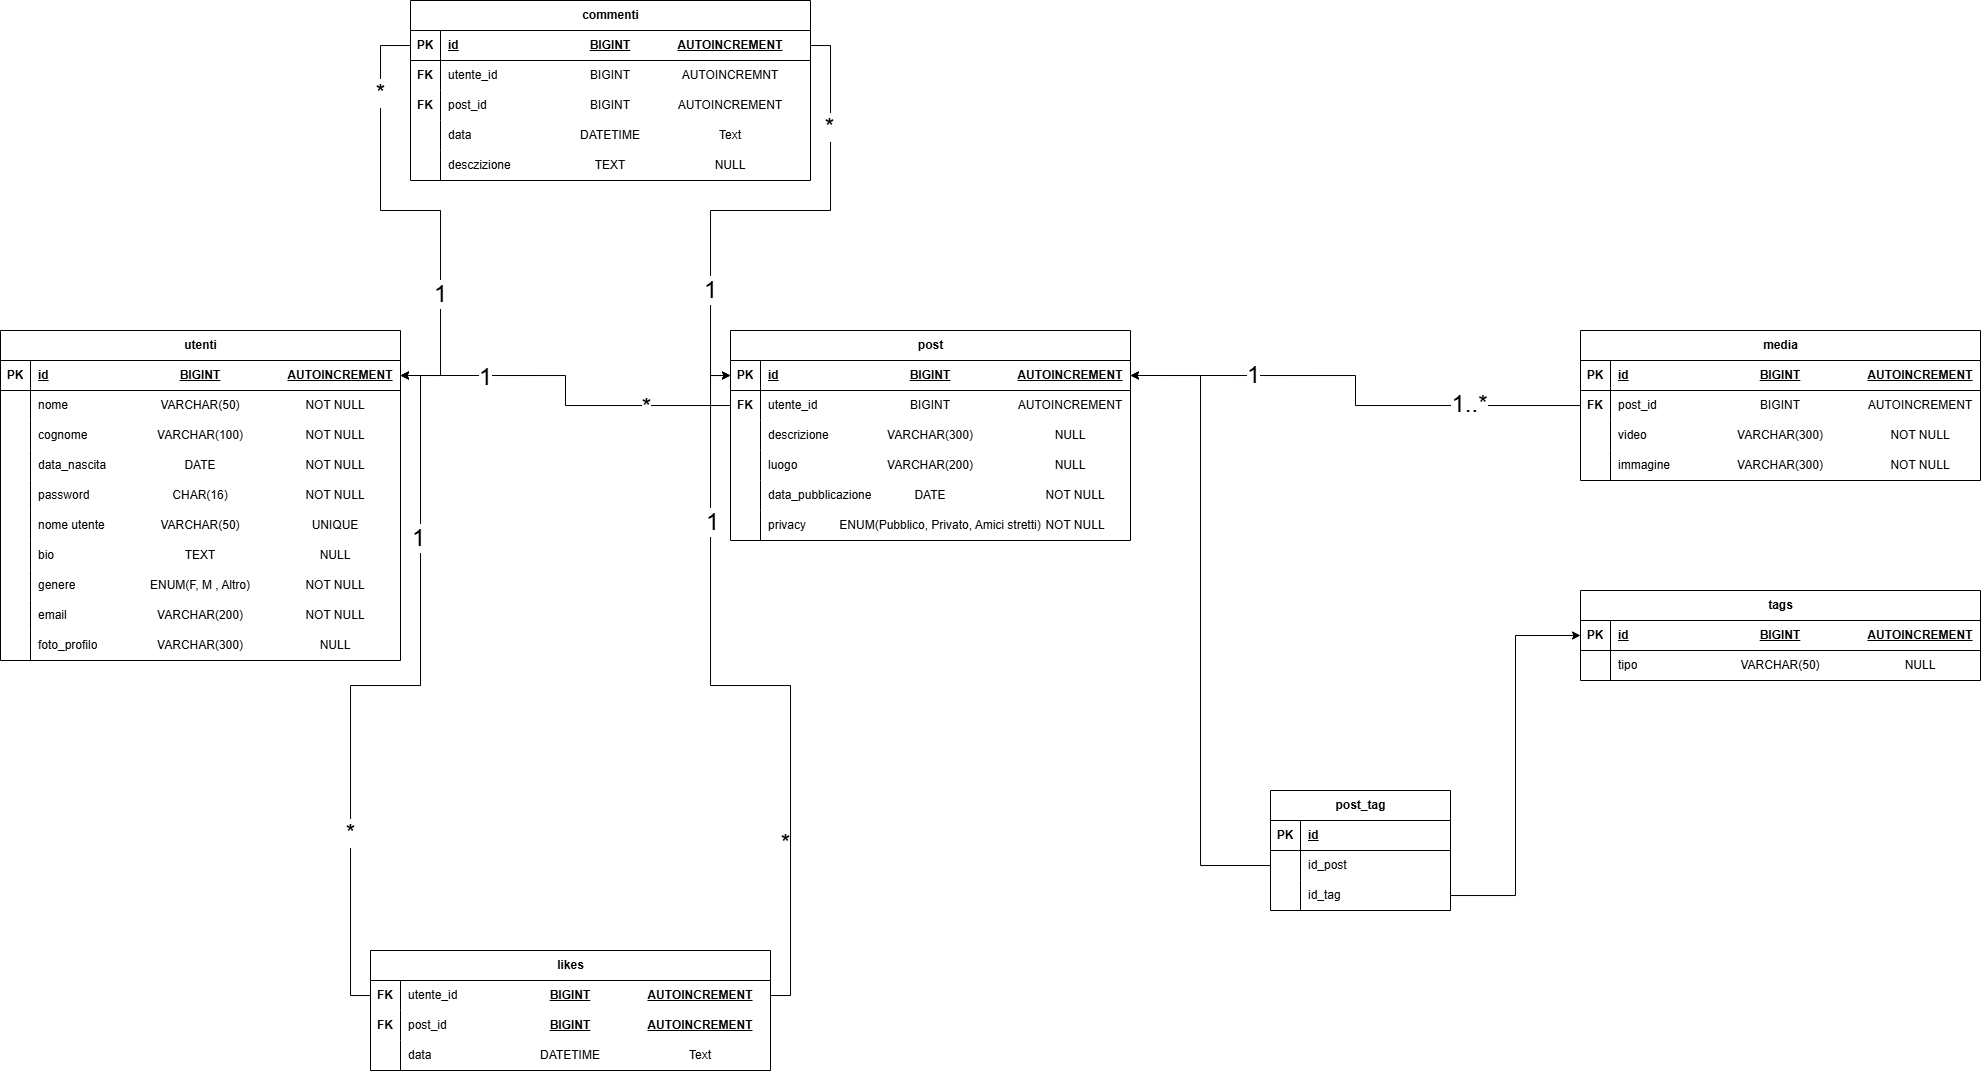 commenti
PK id BIGINT AUTOINCREMENT
FK utente_id BIGINT AUTOINCREMNT
FK post_id BIGINT AUTOINCREMENT
data DATETIME Text
desczizione TEXT NULL
*
*
1
1
utenti
PK id BIGINT AUTOINCREMENT
nome VARCHAR(50) NOT NULL
cognome VARCHAR(100) NOT NULL
data_nascita DATE NOT NULL
password CHAR(16) NOT NULL
nome utente VARCHAR(50) UNIQUE
bio TEXT NULL
genere ENUM(F, M , Altro) NOT NULL
email VARCHAR(200) NOT NULL
foto_profilo VARCHAR(300) NULL
1
*
post
PK id BIGINT AUTOINCREMENT
FK utente_id BIGINT AUTOINCREMENT
descrizione VARCHAR(300) NULL
luogo VARCHAR(200) NULL
data_pubblicazione DATE NOT NULL
privacy ENUM(Pubblico, Privato, Amici stretti) NOT NULL
1
1..*
media
PK id BIGINT AUTOINCREMENT
FK post_id BIGINT AUTOINCREMENT
video VARCHAR(300) NOT NULL
immagine VARCHAR(300) NOT NULL
1
1
tags
PK id BIGINT AUTOINCREMENT
tipo VARCHAR(50) NULL
*
*
post_tag
PK id
id_post
id_tag
likes
FK utente_id BIGINT AUTOINCREMENT
FK post_id BIGINT AUTOINCREMENT
data DATETIME Text